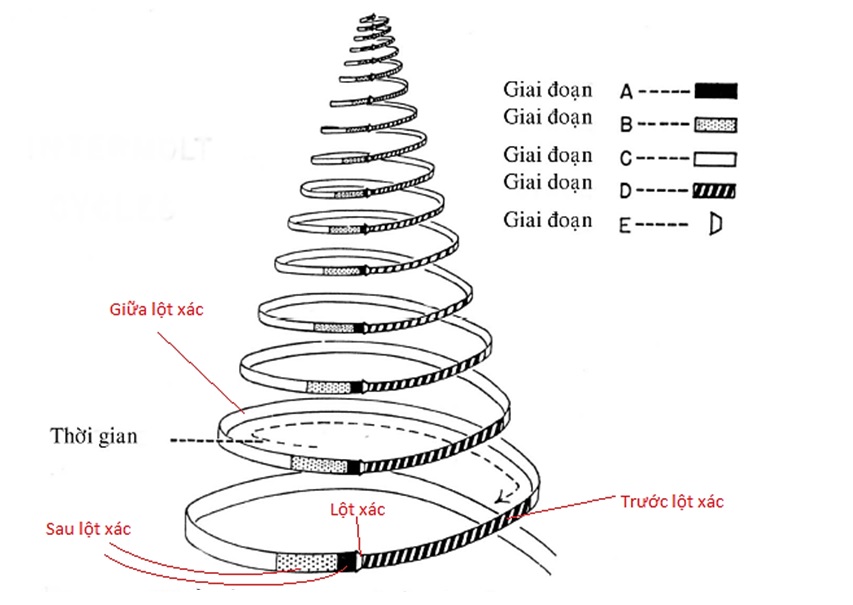 Giai đoạn A
Giai đoạn B
Giai đoạn C
Giai doạn D
Giai đoạn E
Giữa lột xác
Thời gian
Trước lột xác
Lột xác
Sau lột xác